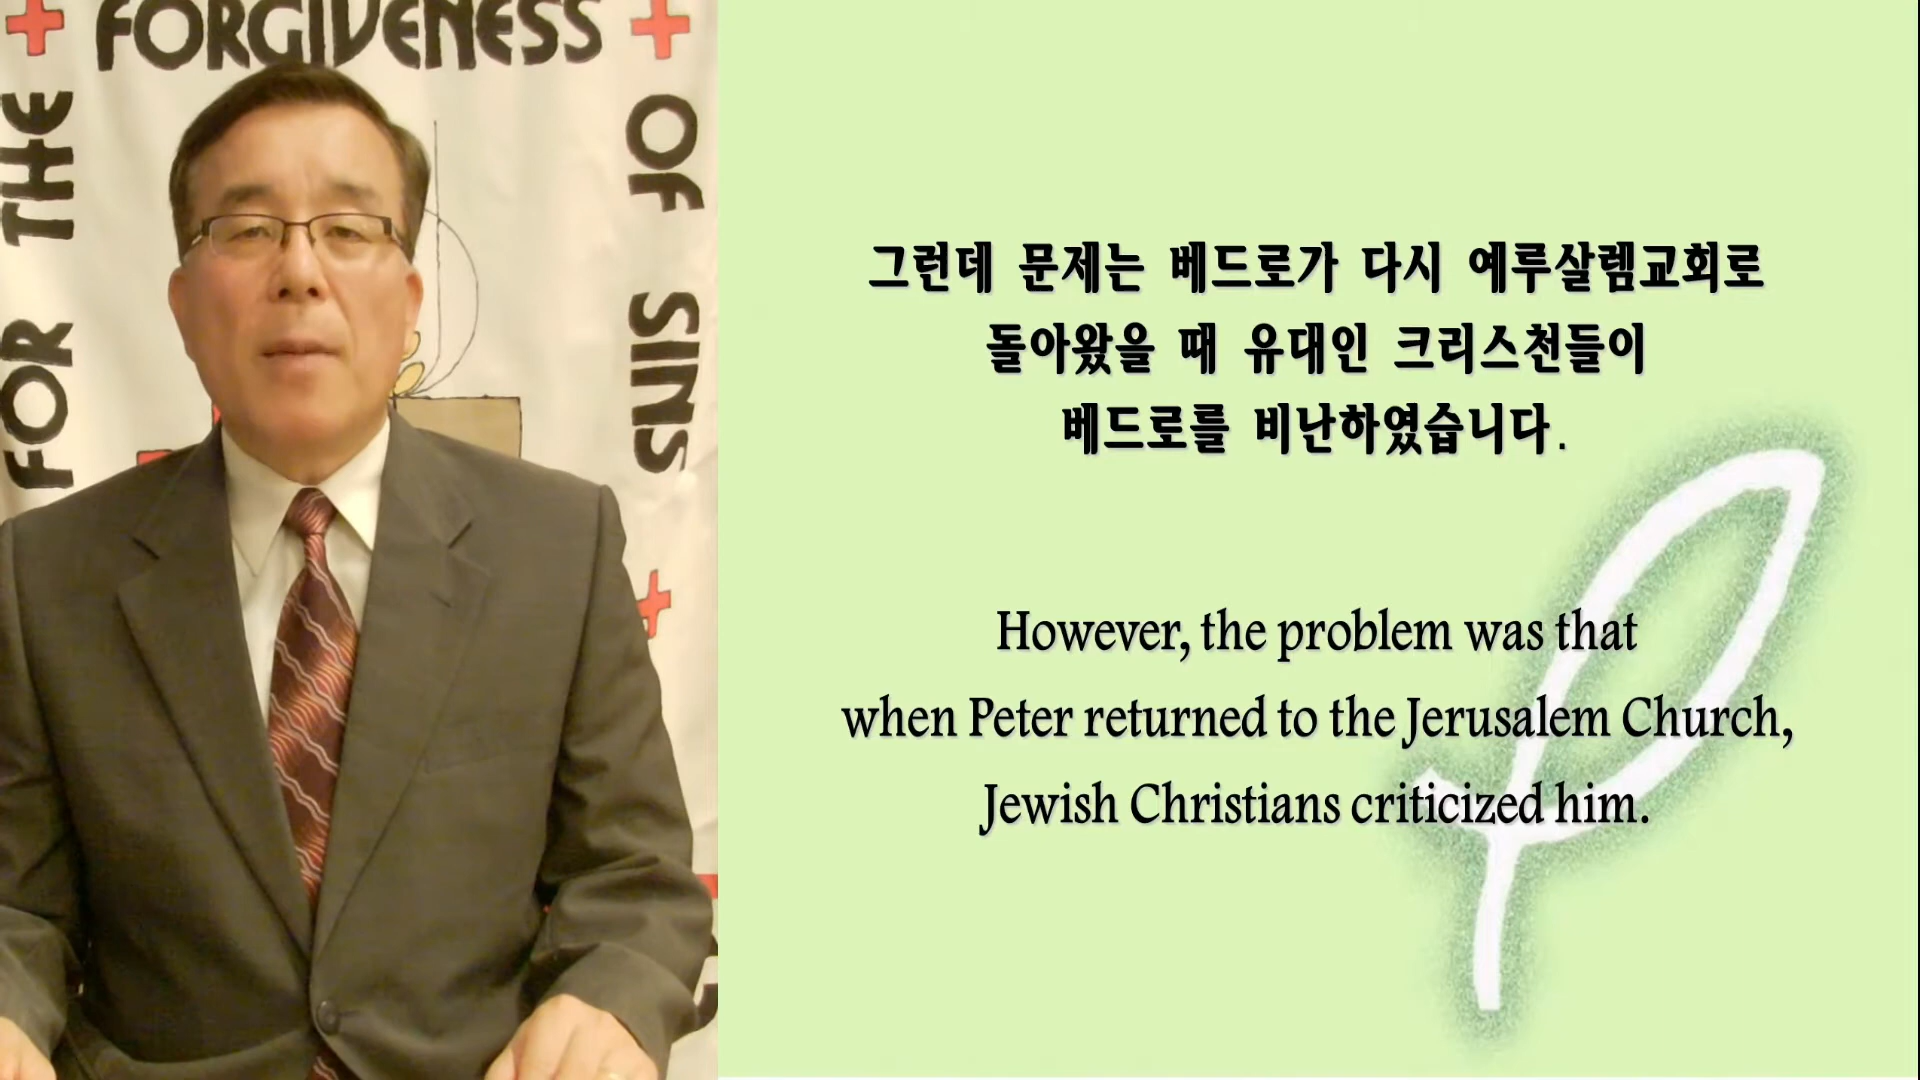 FORGIVENESS
FOR THE
OF SINS
그런데 문제는 베드로가 다시 예루살렘교회로
돌아왔을 때 유대인 크리스천들이
베드로를 비난하였습니다.
However, the problem was that
when Peter returned to the Jerusalem Church,
Jewish Christians criticized him.